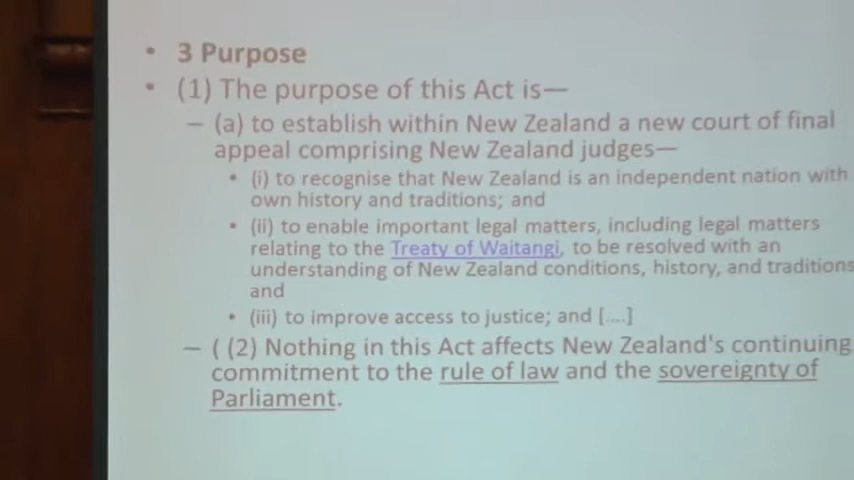 • 3 Purpose
• (1) The purpose of this Act is—
– (a) to establish within New Zealand a new court of final
appeal comprising New Zealand judges—
• (i) to recognise that New Zealand is an independent nation with
own history and traditions; and
• (ii) to enable important legal matters, including legal matters
relating to the Treaty of Waitangi, to be resolved with an
understanding of New Zealand conditions, history, and traditions
and
• (iii) to improve access to justice; and [....]
– ( (2) Nothing in this Act affects New Zealand's continuing
commitment to the rule of law and the sovereignty of
Parliament.